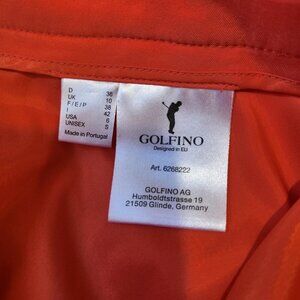 D 36
UK 10
F/E/P 38
I 42
USA 6
UNISEX S
Made in Portugal
GOLFINO
Designed in EU
Art. 6268222
GOLFINO AG
Humboldtstrasse 19
21509 Glinde, Germany